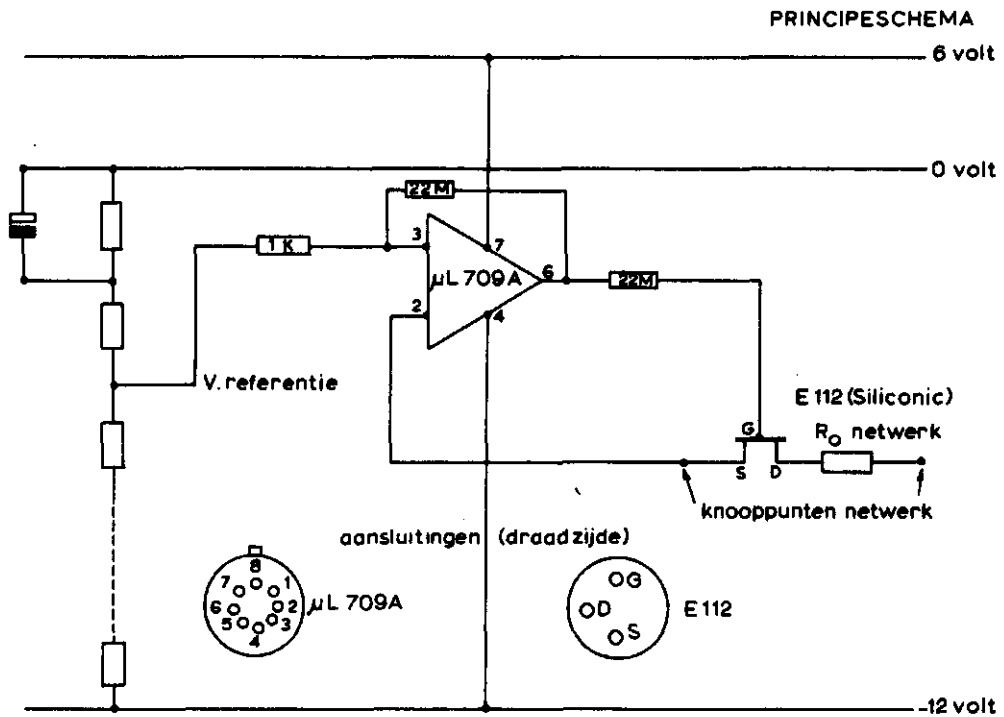 PRINCIPESCHEMA
6 volt
0 volt
22M
1K
3
7
µL 709A
6
22M
2
4
V. referentie
E 112 (Siliconic)
G
RO netwerk
S
D
knooppunten netwerk
aansluitingen (draadzijde)
8
7
1
6
2
µL 709A
5
3
4
G
D
E 112
S
-12 volt